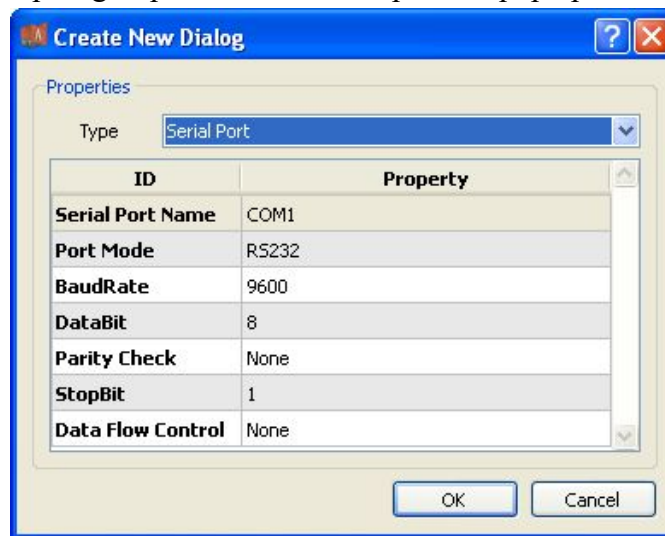 Create New Dialog
Properties
Type Serial Port
ID Property
Serial Port Name COM1
Port Mode RS232
BaudRate 9600
DataBit 8
Parity Check None
StopBit 1
Data Flow Control None
OK Cancel